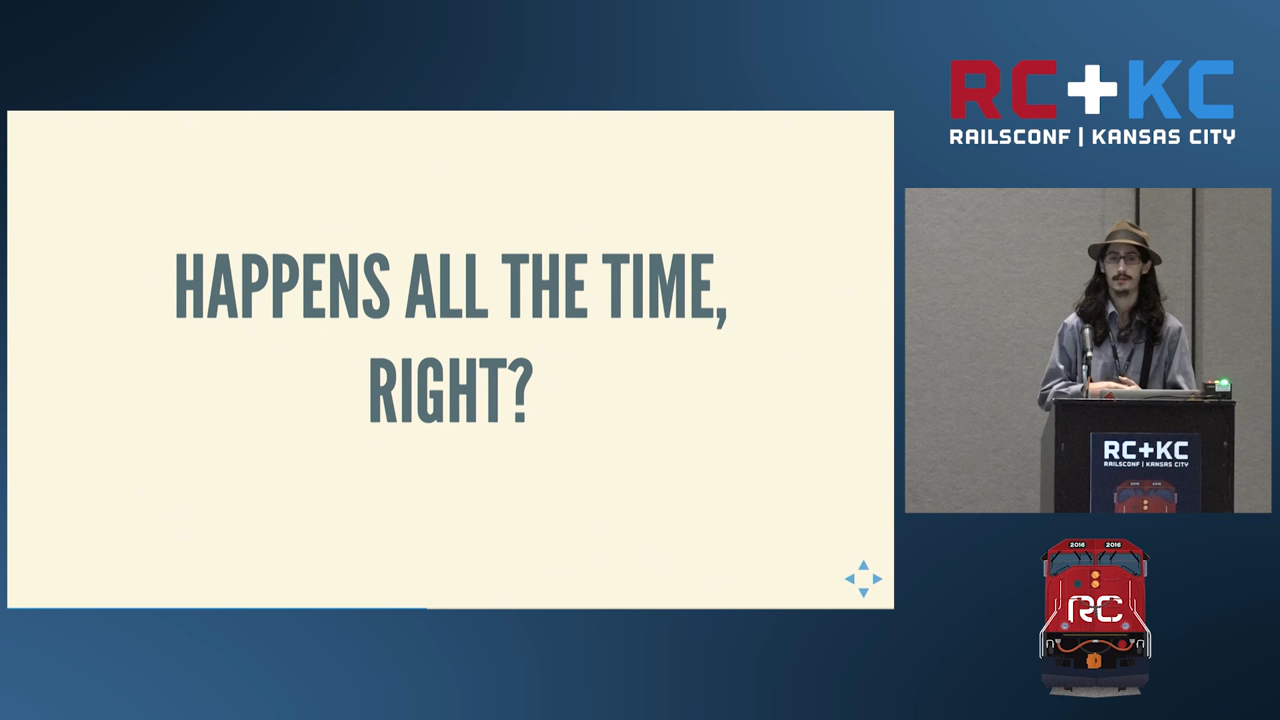 HAPPENS ALL THE TIME,
RIGHT?
RC+KC
RAILSCONF | KANSAS CITY
RC+KC
RAILSCONF | KANSAS CITY
2016 2016
RC